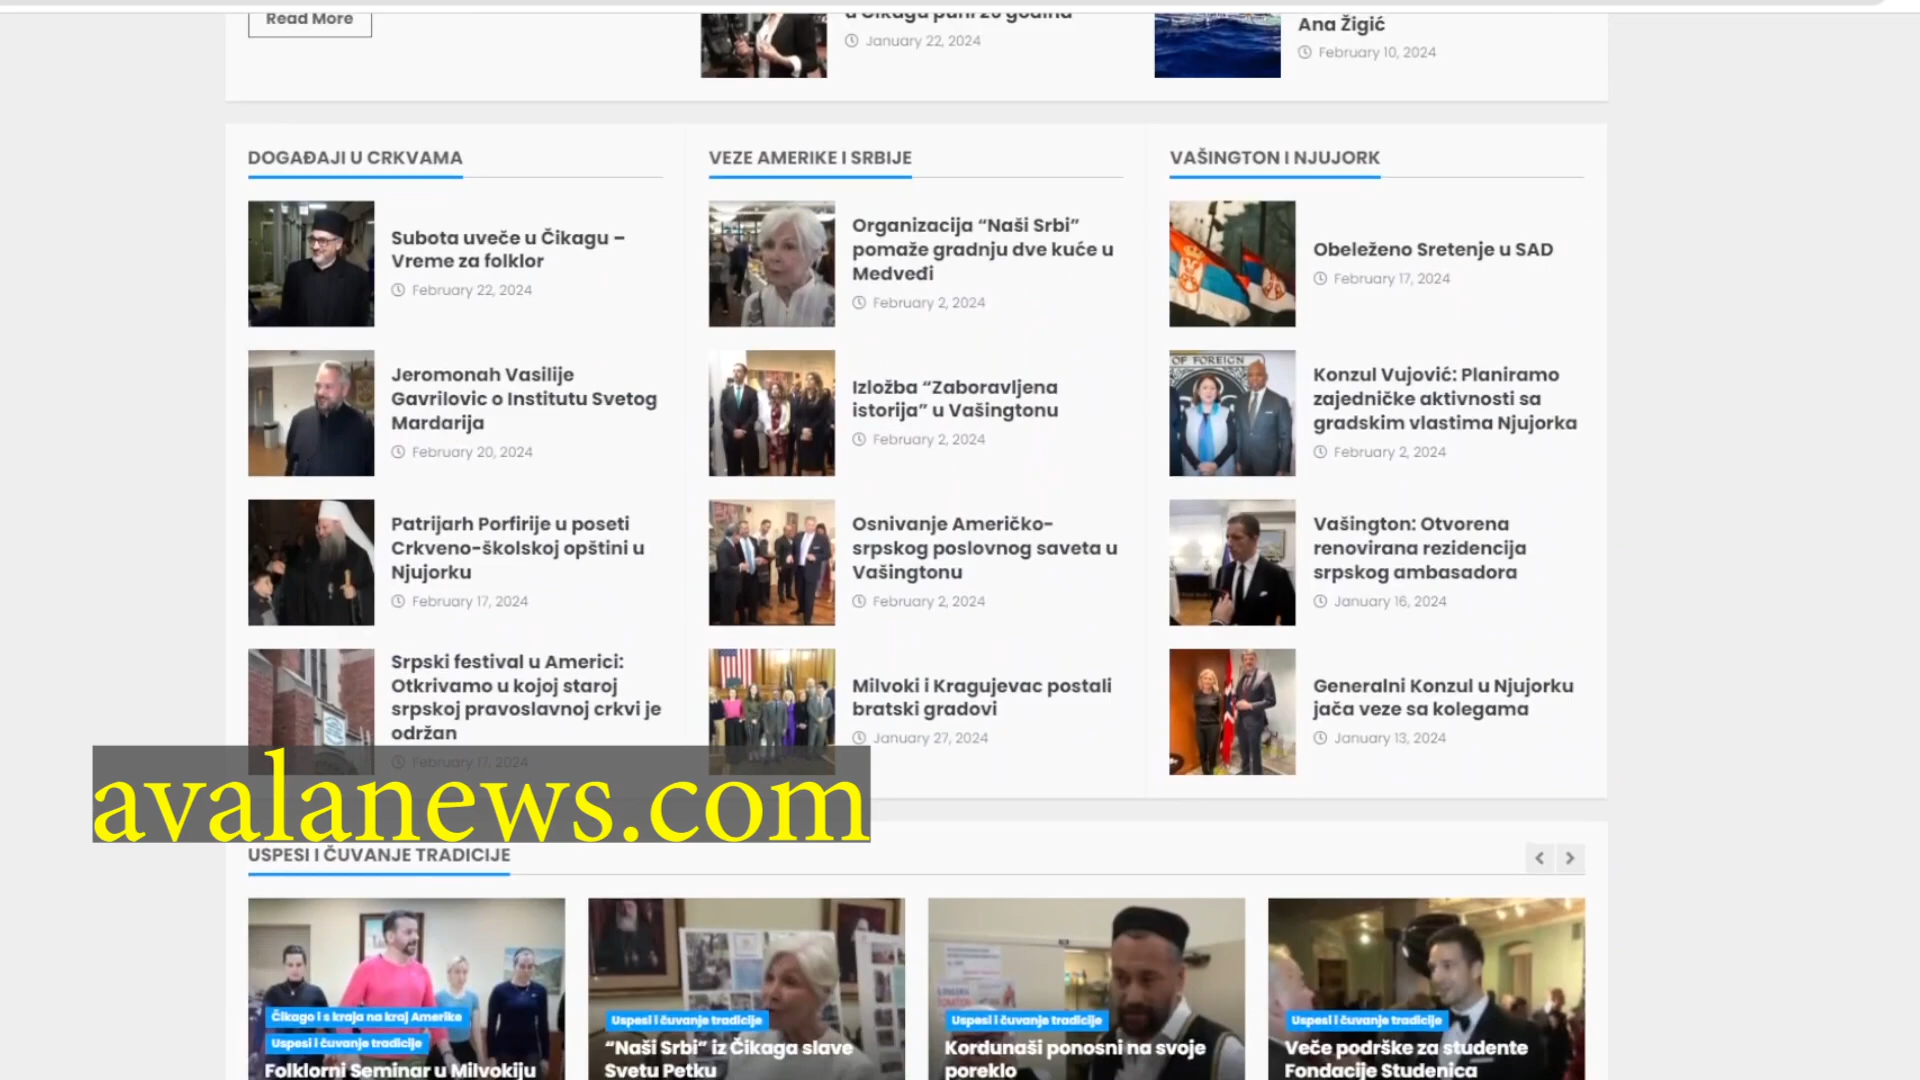 Read More
January 22, 2024
Ana Žigić
February 10, 2024
DOGAĐAJI U CRKVAMA
Subota uveče u Čikagu –
Vreme za folklor
February 22, 2024
Jeromonah Vasilije
Gavrilovic o Institutu Svetog
Mardarija
February 20, 2024
Patrijarh Porfirije u poseti
Crkveno-školskoj opštini u
Njujorku
February 17, 2024
Srpski festival u Americi:
Otkrivamo u kojoj staroj
srpskoj pravoslavnoj crkvi je
održan
February 17, 2024
VEZE AMERIKE I SRBIJE
Organizacija “Naši Srbi”
pomaže gradnju dve kuće u
Medveđi
February 2, 2024
Izložba “Zaboravljena
istorija” u Vašingtonu
February 2, 2024
Osnivanje Američko-
srpskog poslovnog saveta u
Vašingtonu
February 2, 2024
Milvoki i Kragujevac postali
bratski gradovi
January 27, 2024
VAŠINGTON I NJUJORK
Obeleženo Sretenje u SAD
February 17, 2024
OF FOREIGN
Konzul Vujović: Planiramo
zajedničke aktivnosti sa
gradskim vlastima Njujorka
February 2, 2024
Vašington: Otvorena
renovirana rezidencija
srpskog ambasadora
January 16, 2024
Generalni Konzul u Njujorku
jača veze sa kolegama
January 13, 2024
avalanews.com
USPESI I ČUVANJE TRADICIJE
Čikago i s kraja na kraj Amerike
Uspesi i čuvanje tradicije
Folklorni Seminar u Milvokiju
Uspesi i čuvanje tradicije
“Naši Srbi” iz Čikaga slave
Svetu Petku
Uspesi i čuvanje tradicije
Kordunaši ponosni na svoje
poreklo
Uspesi i čuvanje tradicije
Veče podrške za studente
Fondacije Studenica